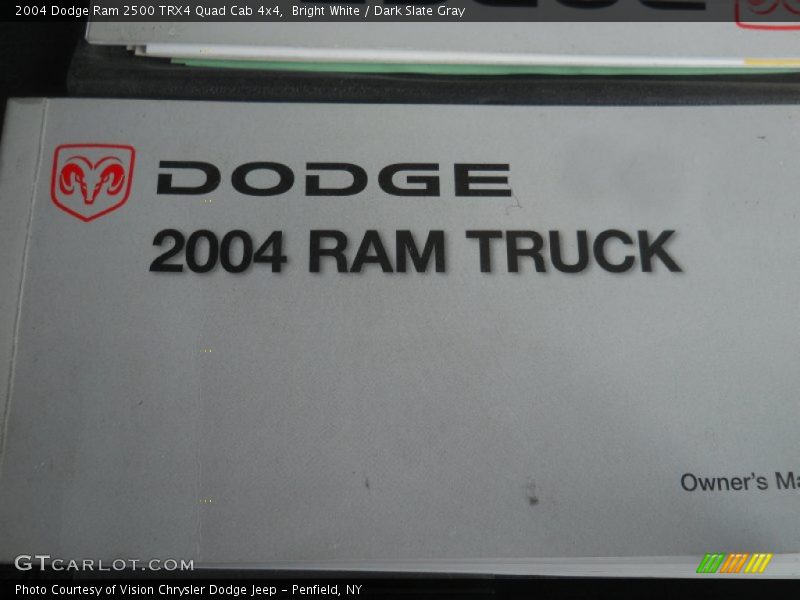 2004 Dodge Ram 2500 TRX4 Quad Cab 4x4,  Bright White / Dark Slate Gray
DODGE
2004 RAM TRUCK
Owner's
GTCARLOT.COM
Photo Courtesy of Vision Chrysler Dodge Jeep – Penfield, NY